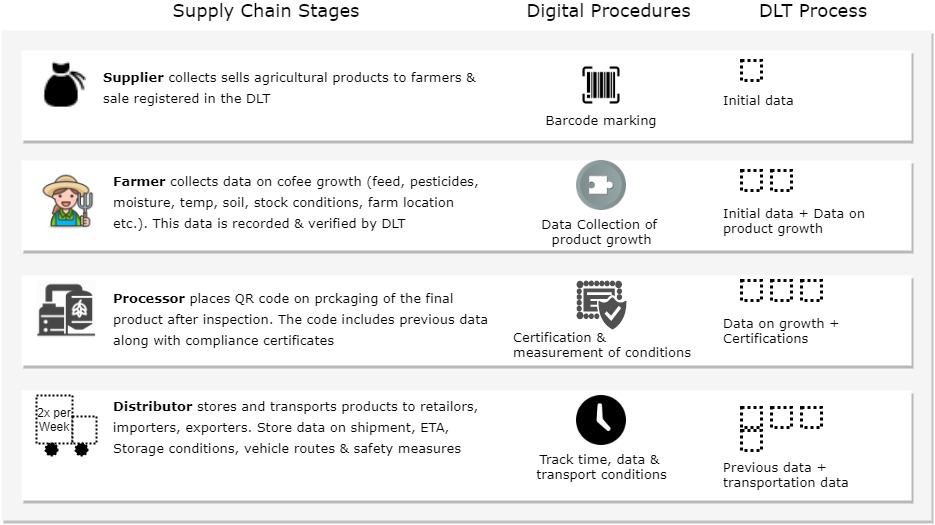 Supply Chain Stages
Digital Procedures
DLT Process
Supplier collects sells agricultural products to farmers &
sale registered in the DLT
Barcode marking
Initial data
Farmer collects data on cofee growth (feed, pesticides,
moisture, temp, soil, stock conditions, farm location
etc.). This data is recorded & verified by DLT
Data Collection of
product growth
Initial data + Data on
product growth
Processor places QR code on prckaging of the final
product after inspection. The code includes previous data
along with compliance certificates
Certification &
measurement of conditions
Data on growth +
Certifications
2x per
Week
Distributor stores and transports products to retailors,
importers, exporters. Store data on shipment, ETA,
Storage conditions, vehicle routes & safety measures
Track time, data &
transport conditions
Previous data +
transportation data